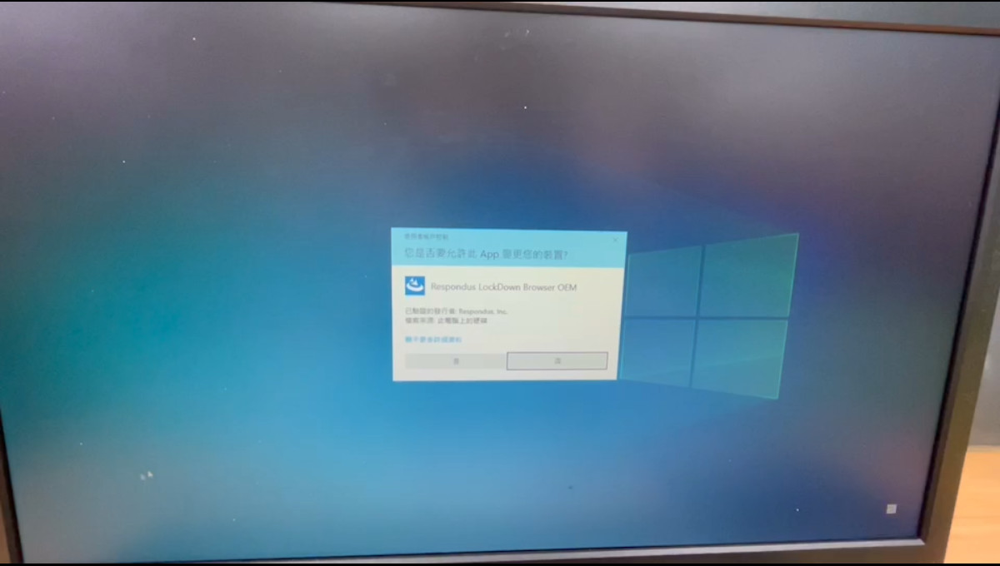 使用者帳戶控制
您是否要允許此 App 變更您的裝置?
Respondus LockDown Browser OEM
已驗證的發行者: Respondus, Inc.
檔案來源: 此電腦上的硬碟
顯示更多詳細資料
是
否